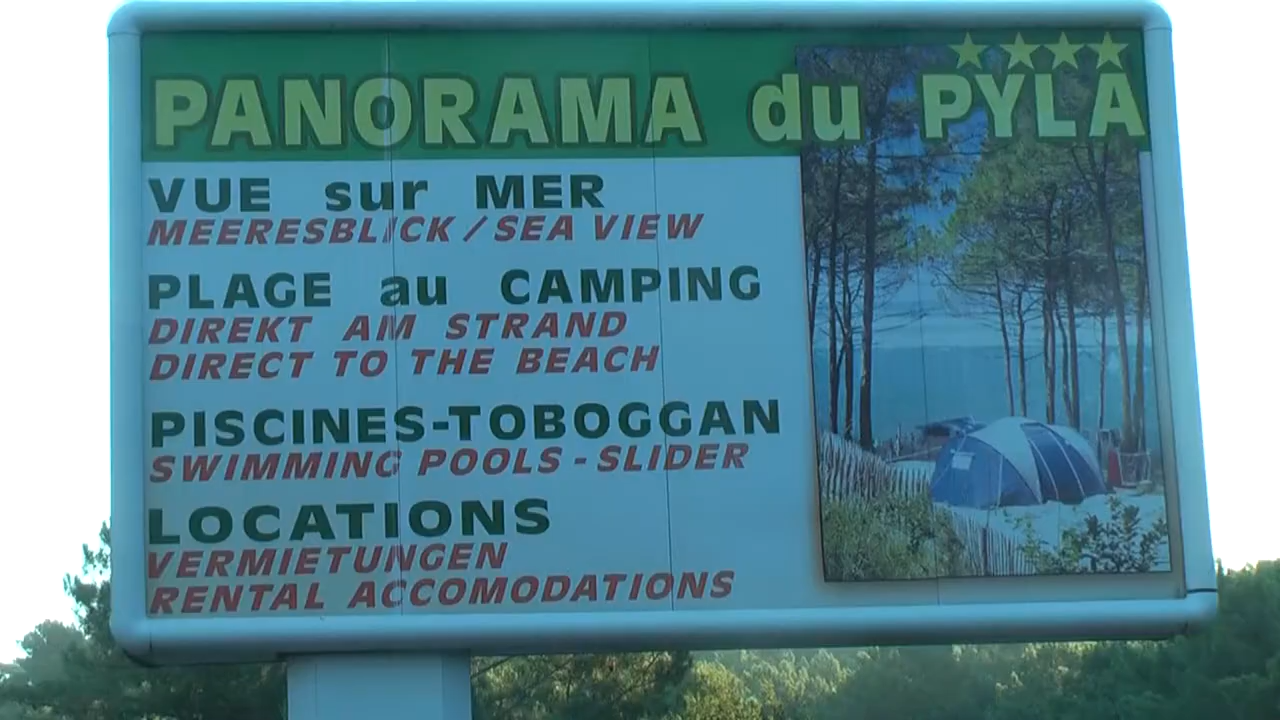 PANORAMA du PYLA
VUE sur MER
MEERESBLICK / SEA VIEW
PLAGE au CAMPING
DIREKT AM STRAND
DIRECT TO THE BEACH
PISCINES-TOBOGGAN
SWIMMING POOLS - SLIDER
LOCATIONS
VERMIETUNGEN
RENTAL ACCOMODATIONS